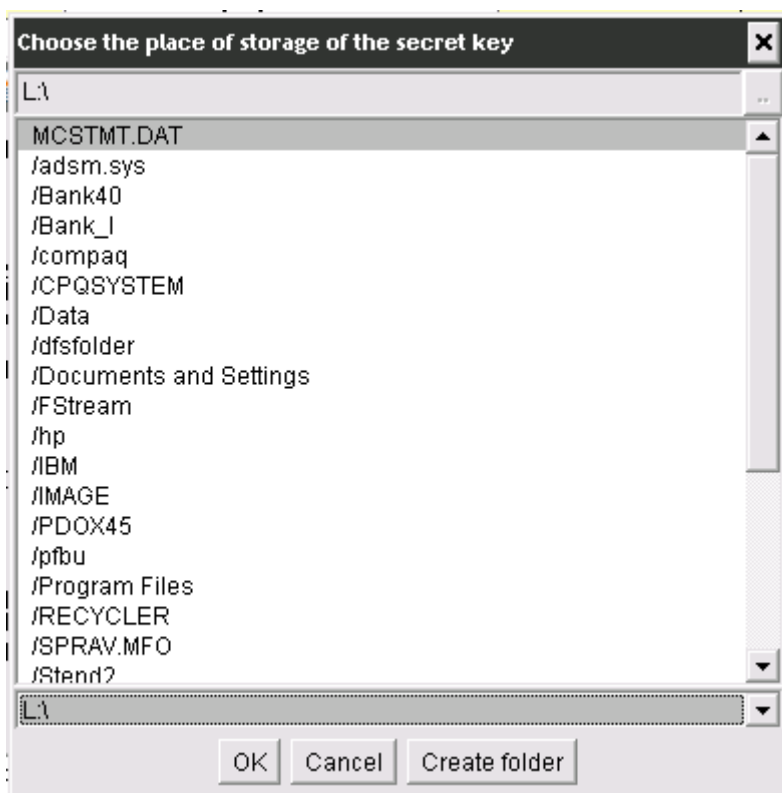 Choose the place of storage of the secret key
L:\
..
MCSTMT.DAT
/adsm.sys
/Bank40
/Bank_I
/compaq
/CPQSYSTEM
/Data
/dfsfolder
/Documents and Settings
/FStream
/hp
/IBM
/IMAGE
/PDOX45
/pfbu
/Program Files
/RECYCLER
/SPRAV.MFO
/Stend2
L:\
OK Cancel Create folder